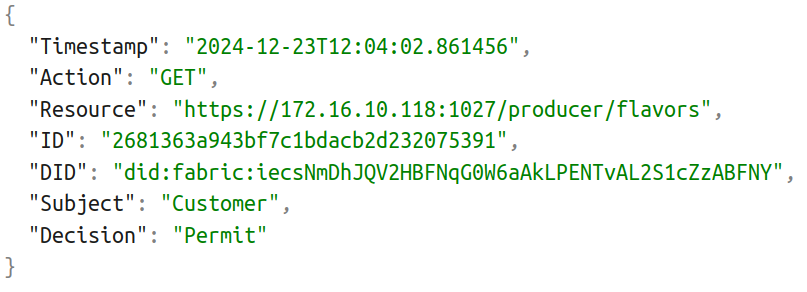 {
  "Timestamp": "2024-12-23T12:04:02.861456",
  "Action": "GET",
  "Resource": "https://172.16.10.118:1027/producer/flavors",
  "ID": "2681363a943bf7c1bdacb2d232075391",
  "DID": "did:fabric:iecsNmDhJQV2HBFNqG0W6aAkLPENTvAL2S1cZzABFNY",
  "Subject": "Customer",
  "Decision": "Permit"
}